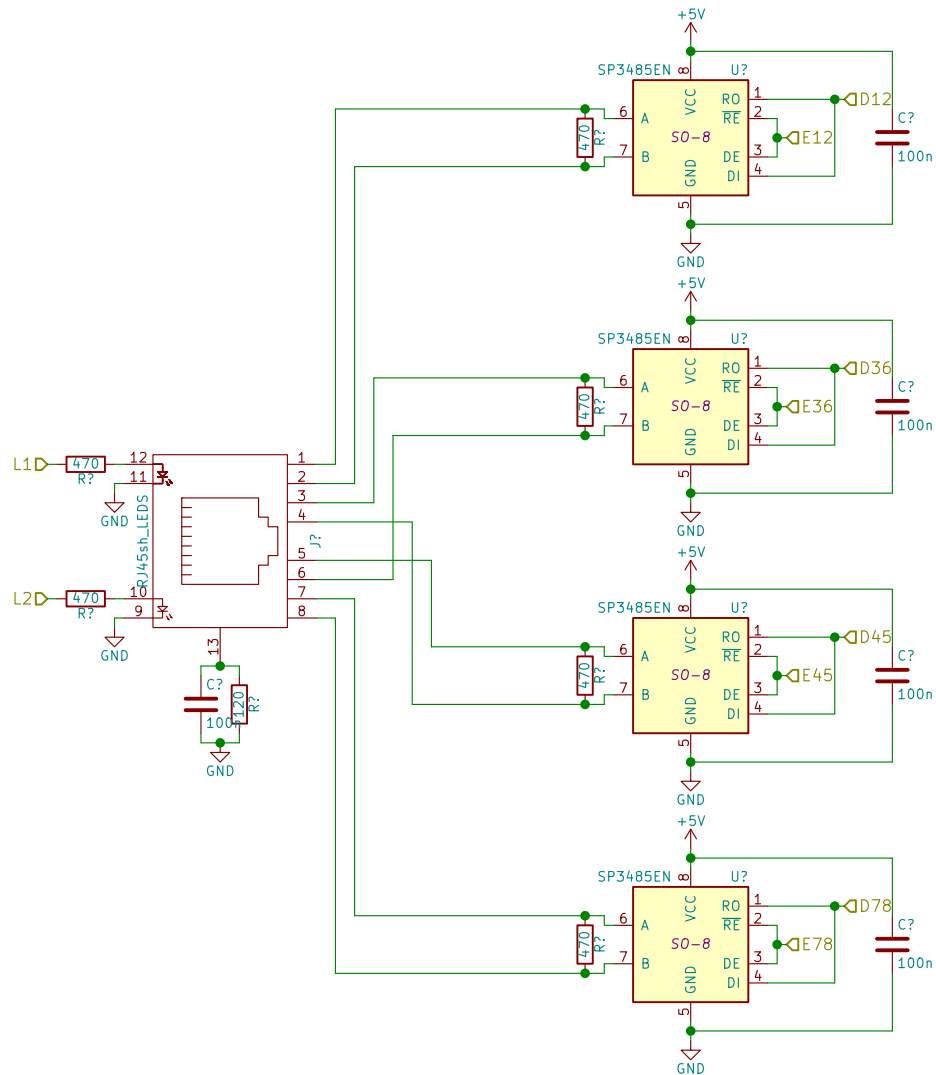 +5V
SP3485EN
U?
8
VCC
RO
1
D12
6
A
RE
2
C?
470
R?
SO-8
E12
7
B
DE
3
100n
GND
DI
4
5
GND
+5V
SP3485EN
U?
8
VCC
RO
1
D36
6
A
RE
2
C?
470
R?
SO-8
E36
7
B
DE
3
100n
GND
DI
4
5
GND
L1
470
R?
12
11
GND
RJ45sh_LEDS
L2
470
R?
10
9
GND
1
2
3
4
J?
5
6
7
8
13
C?
100n
120
R?
GND
+5V
SP3485EN
U?
8
VCC
RO
1
D45
6
A
RE
2
C?
470
R?
SO-8
E45
7
B
DE
3
100n
GND
DI
4
5
GND
+5V
SP3485EN
U?
8
VCC
RO
1
D78
6
A
RE
2
C?
470
R?
SO-8
E78
7
B
DE
3
100n
GND
DI
4
5
GND